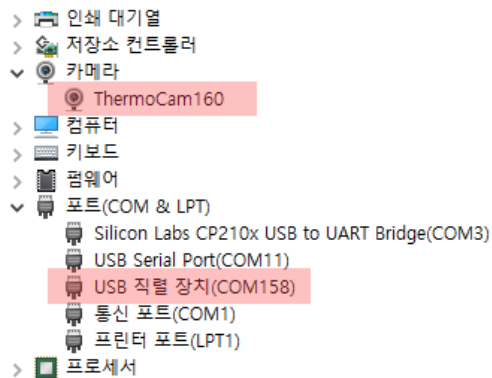 인쇄 대기열
저장소 컨트롤러
카메라
ThermoCam160
컴퓨터
키보드
펌웨어
포트(COM & LPT)
Silicon Labs CP210x USB to UART Bridge(COM3)
USB Serial Port(COM11)
USB 직렬 장치(COM158)
통신 포트(COM1)
프린터 포트(LPT1)
프로세서